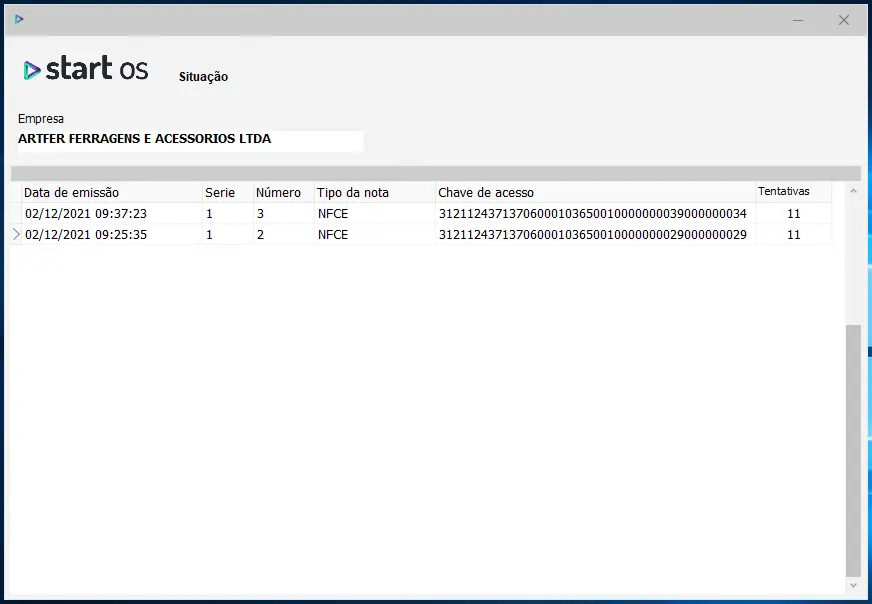 start os
Situação
Empresa
ARTFER FERRAGENS E ACESSORIOS LTDA
Data de emissão Serie Número Tipo da nota Chave de acesso Tentativas
02/12/2021 09:37:23 1 3 NFCE 31211243713706000103650010000000039000000034 11
02/12/2021 09:25:35 1 2 NFCE 31211243713706000103650010000000029000000029 11